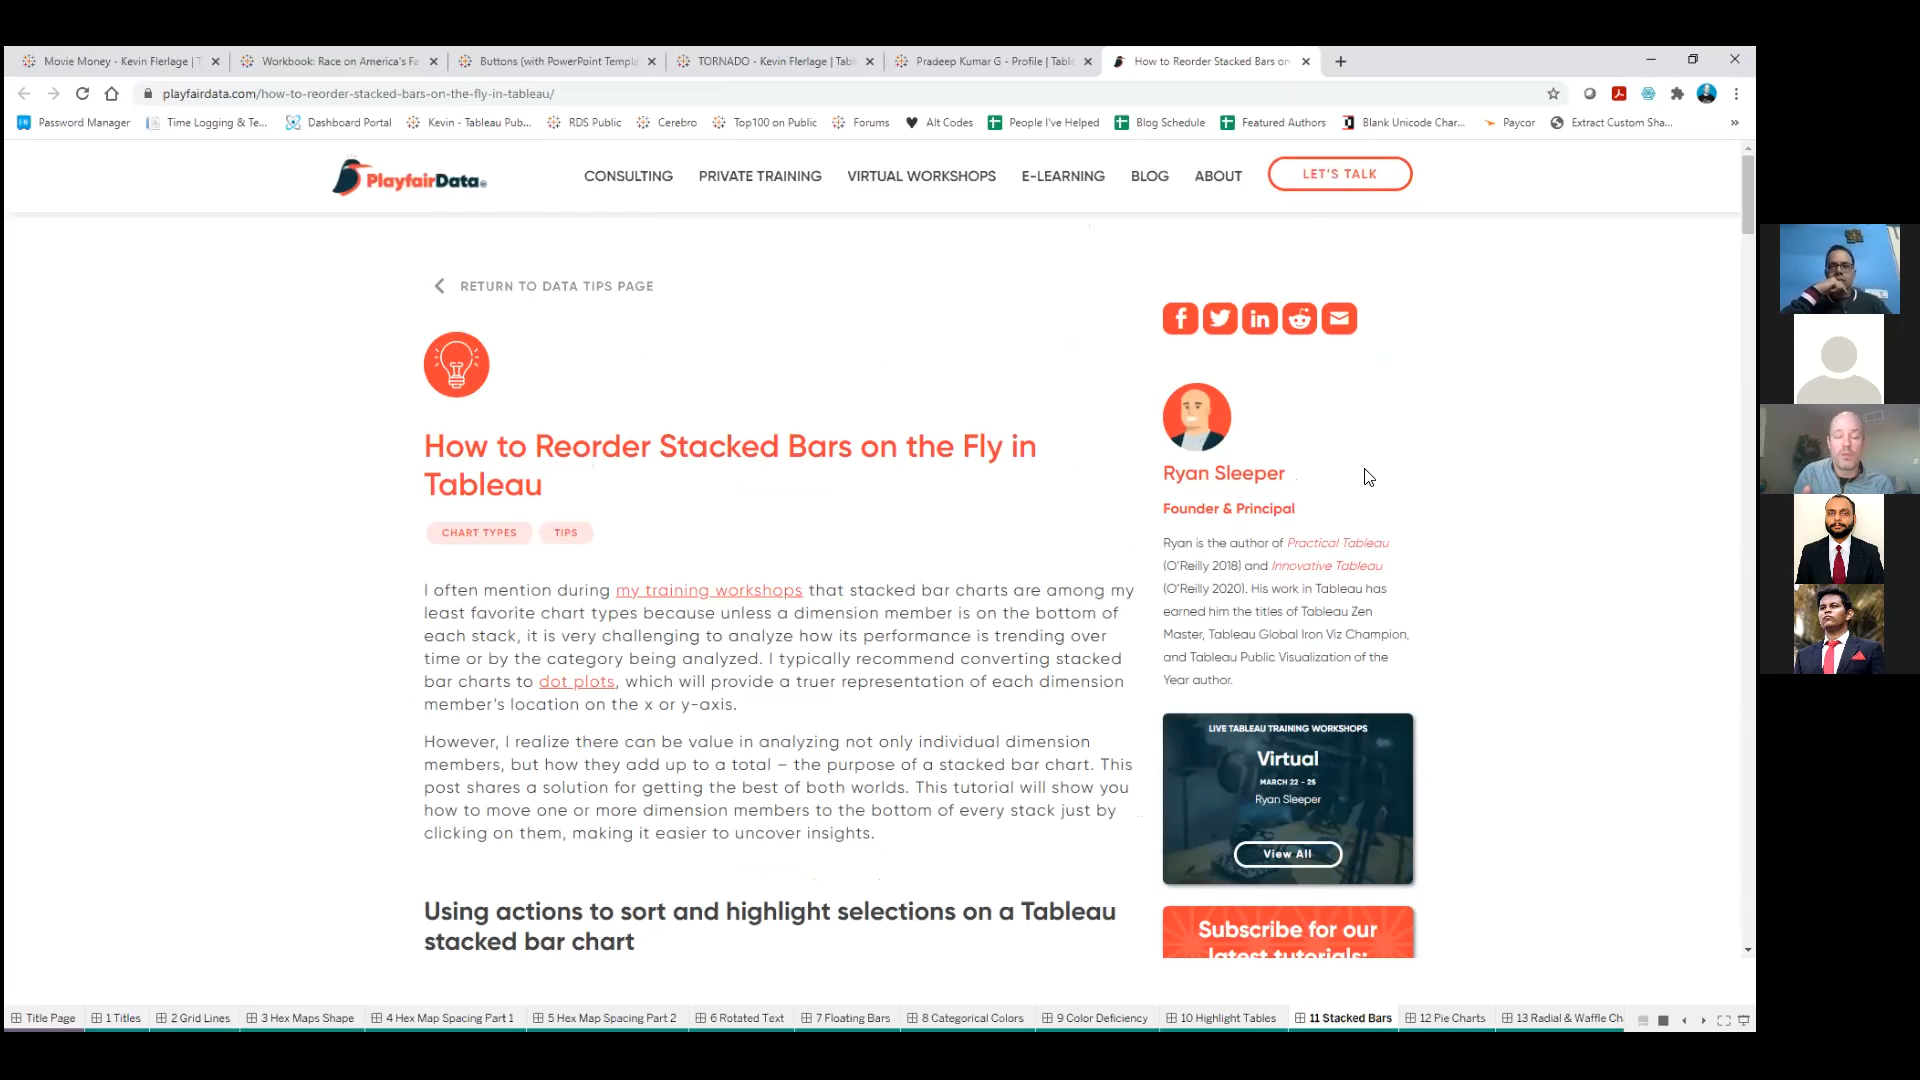 Movie Money - Kevin Flerlage | T
Workbook: Race on America's Fa
Buttons (with PowerPoint Templa
TORNADO - Kevin Flerlage | Tabl
Pradeep Kumar G - Profile | Table
How to Reorder Stacked Bars on
playfairdata.com/how-to-reorder-stacked-bars-on-the-fly-in-tableau/
Password Manager
Time Logging & Te...
Dashboard Portal
Kevin - Tableau Pub...
RDS Public
Cerebro
Top100 on Public
Forums
Alt Codes
People I've Helped
Blog Schedule
Featured Authors
Blank Unicode Char...
Paycor
Extract Custom Sha...
PlayfairData
CONSULTING
PRIVATE TRAINING
VIRTUAL WORKSHOPS
E-LEARNING
BLOG
ABOUT
LET'S TALK
RETURN TO DATA TIPS PAGE
How to Reorder Stacked Bars on the Fly in
Tableau
CHART TYPES
TIPS
I often mention during my training workshops that stacked bar charts are among my
least favorite chart types because unless a dimension member is on the bottom of
each stack, it is very challenging to analyze how its performance is trending over
time or by the category being analyzed. I typically recommend converting stacked
bar charts to dot plots, which will provide a truer representation of each dimension
member's location on the x or y-axis.
However, I realize there can be value in analyzing not only individual dimension
members, but how they add up to a total – the purpose of a stacked bar chart. This
post shares a solution for getting the best of both worlds. This tutorial will show you
how to move one or more dimension members to the bottom of every stack just by
clicking on them, making it easier to uncover insights.
Using actions to sort and highlight selections on a Tableau
stacked bar chart
Ryan Sleeper
Founder & Principal
Ryan is the author of Practical Tableau
(O'Reilly 2018) and Innovative Tableau
(O'Reilly 2020). His work in Tableau has
earned him the titles of Tableau Zen
Master, Tableau Global Iron Viz Champion,
and Tableau Public Visualization of the
Year author.
LIVE TABLEAU TRAINING WORKSHOPS
Virtual
MARCH 22 - 25
Ryan Sleeper
View All
Subscribe for our
latest tutorials:
Title Page
1 Titles
2 Grid Lines
3 Hex Maps Shape
4 Hex Map Spacing Part 1
5 Hex Map Spacing Part 2
6 Rotated Text
7 Floating Bars
8 Categorical Colors
9 Color Deficiency
10 Highlight Tables
11 Stacked Bars
12 Pie Charts
13 Radial & Waffle Ch